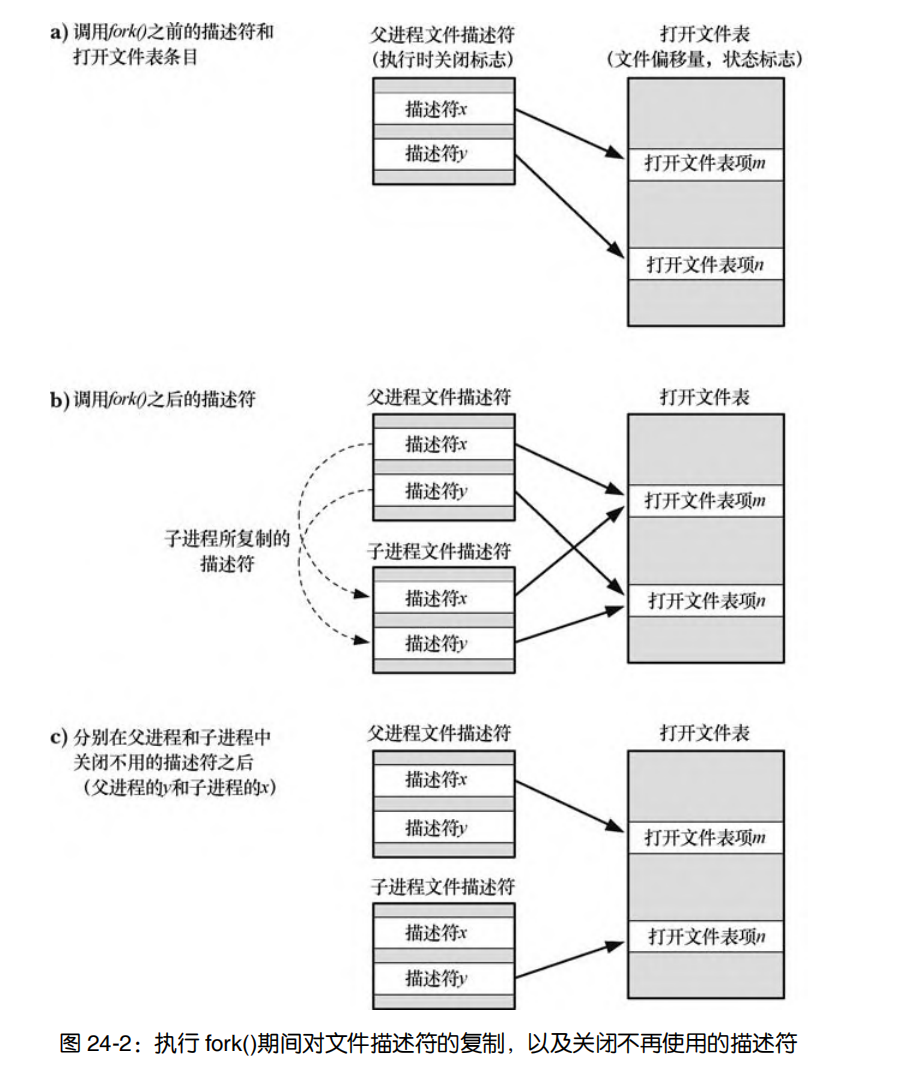 a) 调用fork()之前的描述符和
打开文件表条目
父进程文件描述符
(执行时关闭标志)
打开文件表
(文件偏移量，状态标志)
描述符x
描述符y
打开文件表项m
打开文件表项n
b) 调用fork()之后的描述符
父进程文件描述符
打开文件表
描述符x
描述符y
打开文件表项m
子进程所复制的
描述符
子进程文件描述符
描述符x
描述符y
打开文件表项n
c) 分别在父进程和子进程中
关闭不用的描述符之后
（父进程的y和子进程的x）
父进程文件描述符
打开文件表
描述符x
描述符y
打开文件表项m
子进程文件描述符
描述符x
描述符y
打开文件表项n
图 24-2：执行 fork()期间对文件描述符的复制，以及关闭不再使用的描述符